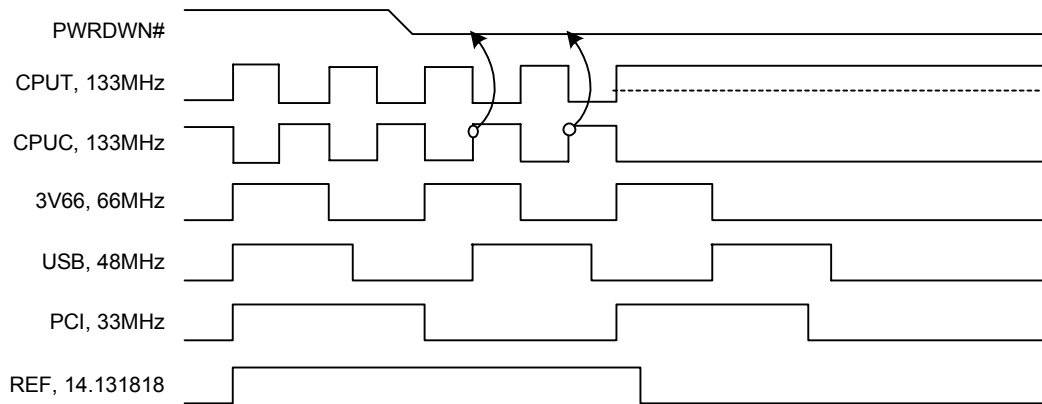 PWRDWN#
CPUT, 133MHz
CPUC, 133MHz
3V66, 66MHz
USB, 48MHz
PCI, 33MHz
REF, 14.131818